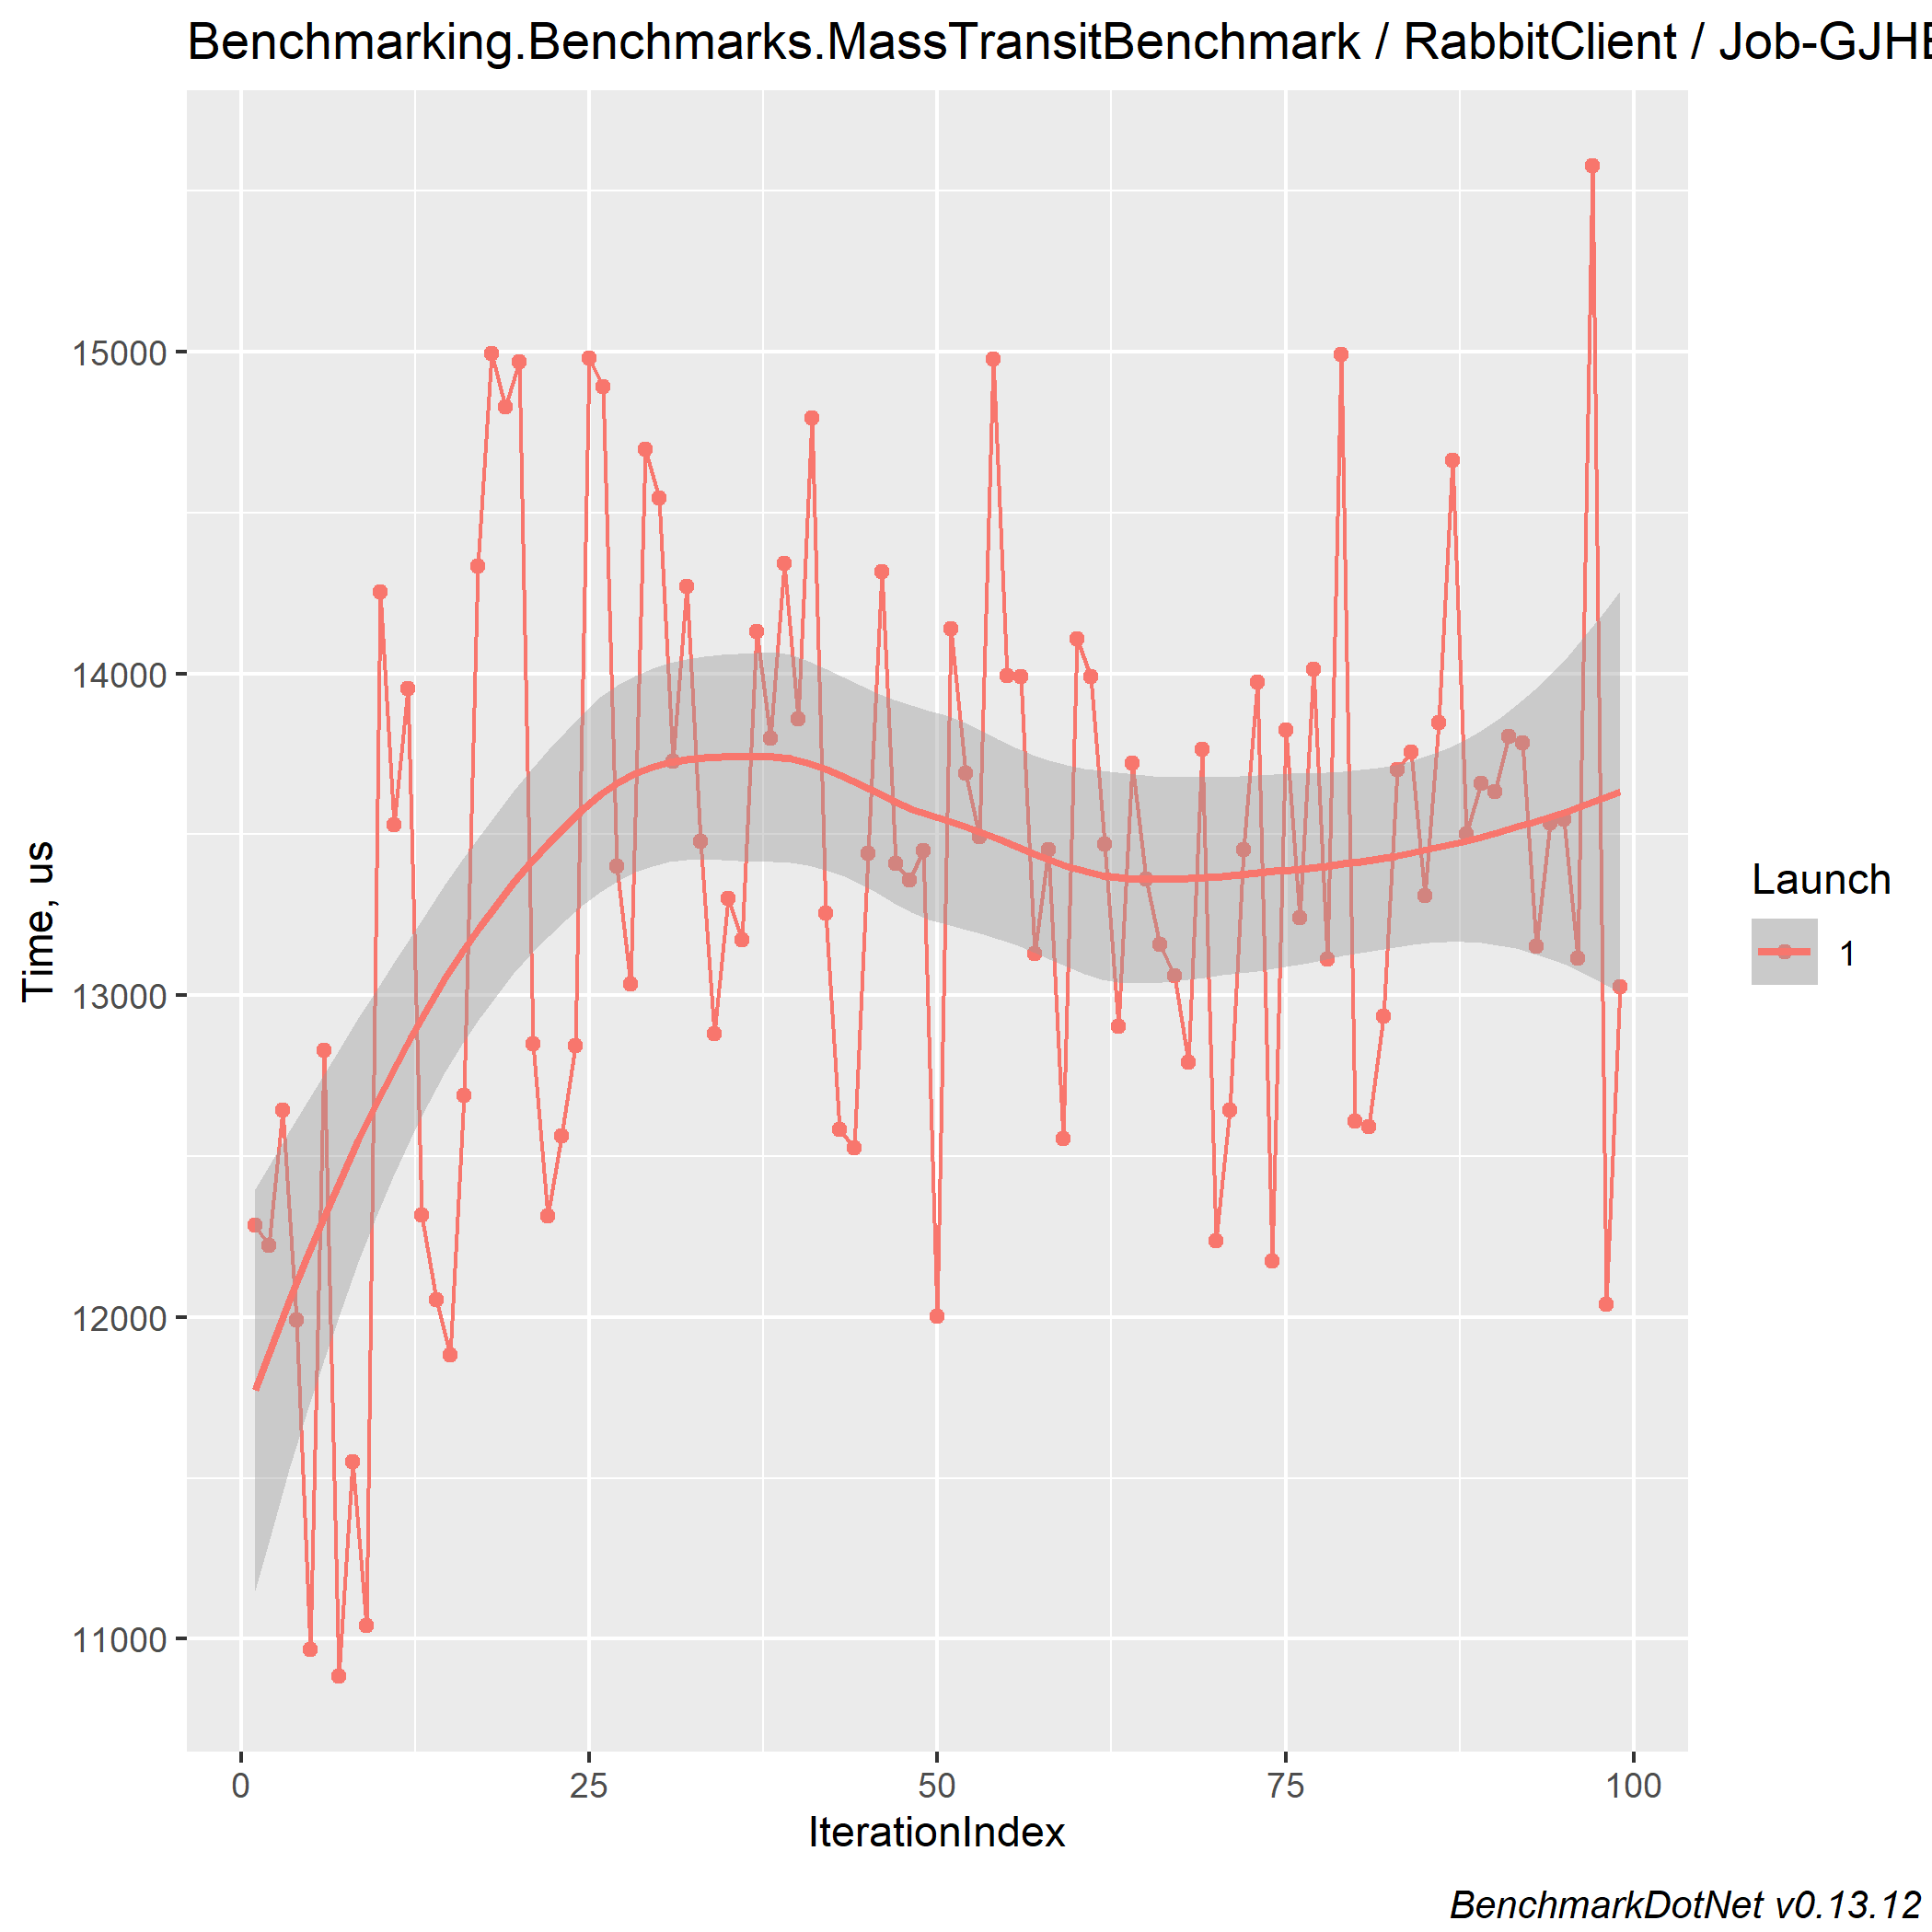 Benchmarking.Benchmarks.MassTransitBenchmark / RabbitClient / Job-GJHE
Time, us
15000
14000
13000
12000
11000
0 25 50 75 100
IterationIndex
Launch
1
BenchmarkDotNet v0.13.12